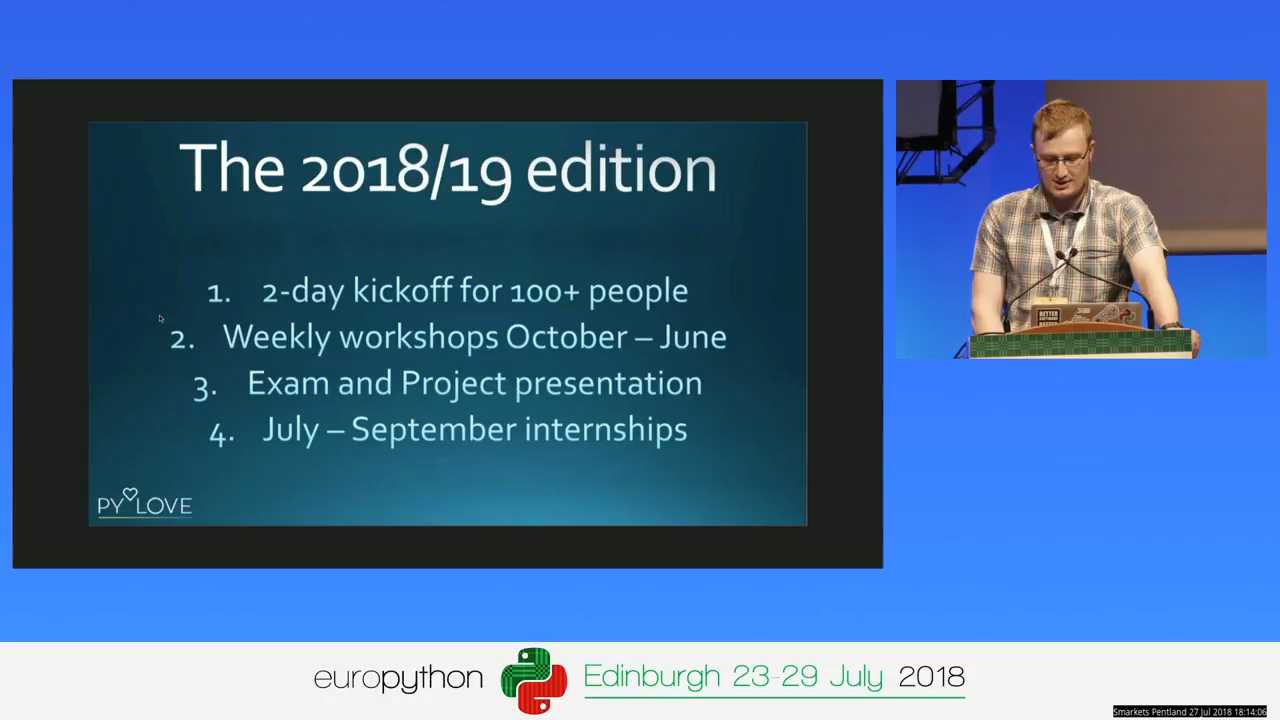 The 2018/19 edition
1. 2-day kickoff for 100+ people
2. Weekly workshops October – June
3. Exam and Project presentation
4. July – September internships
PY LOVE
BETTER
SOFTWARE
europython
Edinburgh 23-29 July 2018
Smarkets Pentland 27 Jul 2018 18:14:06